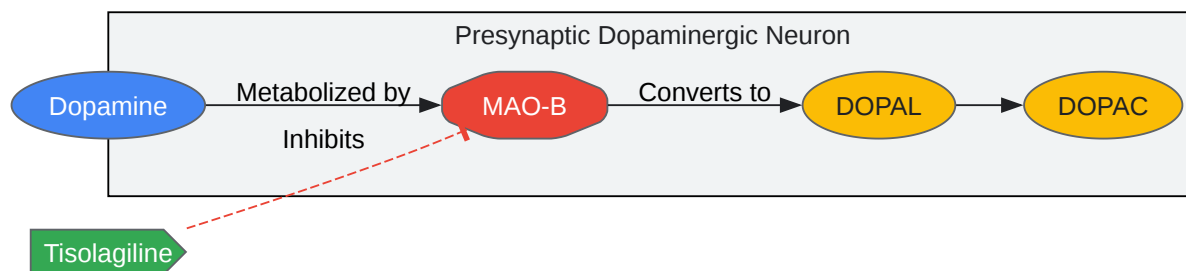 Presynaptic Dopaminergic Neuron
Dopamine
Metabolized by
MAO-B
Converts to
DOPAL
DOPAC
Inhibits
Tisolagiline